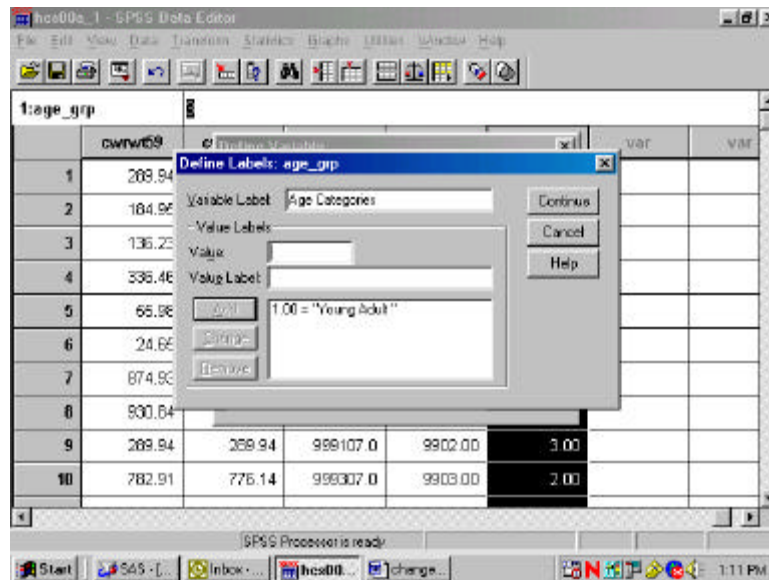 hcs00a_1 - SPSS Data Editor
File Edit View Data Transform Statistics Graphs Utilities Window Help
1:age_grp
cwrwt59 var var
Define Variable
Define Labels: age_grp
Variable Label: Age Categories
Continue
Value Labels
Cancel
Value:
Help
Value Label:
Add
1.00 = "Young Adult "
Change
Remove
1 269.94
2 184.96
3 136.23
4 336.46
5 65.98
6 24.65
7 874.93
8 930.64
9 269.94 269.94 999107.0 9902.00 3.00
10 782.91 776.14 999307.0 9903.00 2.00
SPSS Processor is ready
Start SAS - [... Inbox - ... hcs00... change... 1:11 PM